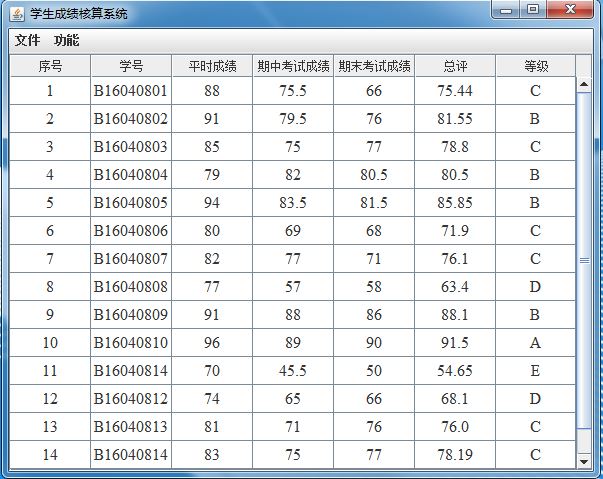 学生成绩核算系统
文件 功能
序号 学号 平时成绩 期中考试成绩 期末考试成绩 总评 等级
1 B16040801 88 75.5 66 75.44 C
2 B16040802 91 79.5 76 81.55 B
3 B16040803 85 75 77 78.8 C
4 B16040804 79 82 80.5 80.5 B
5 B16040805 94 83.5 81.5 85.85 B
6 B16040806 80 69 68 71.9 C
7 B16040807 82 77 71 76.1 C
8 B16040808 77 57 58 63.4 D
9 B16040809 91 88 86 88.1 B
10 B16040810 96 89 90 91.5 A
11 B16040814 70 45.5 50 54.65 E
12 B16040812 74 65 66 68.1 D
13 B16040813 81 71 76 76.0 C
14 B16040814 83 75 77 78.19 C